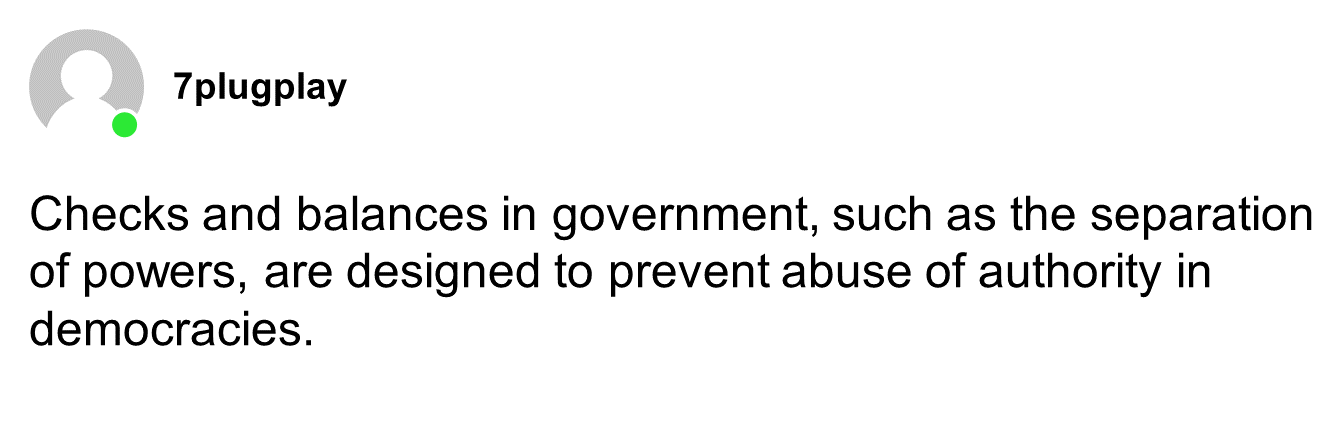 7plugplay
Checks and balances in government, such as the separation
of powers, are designed to prevent abuse of authority in
democracies.